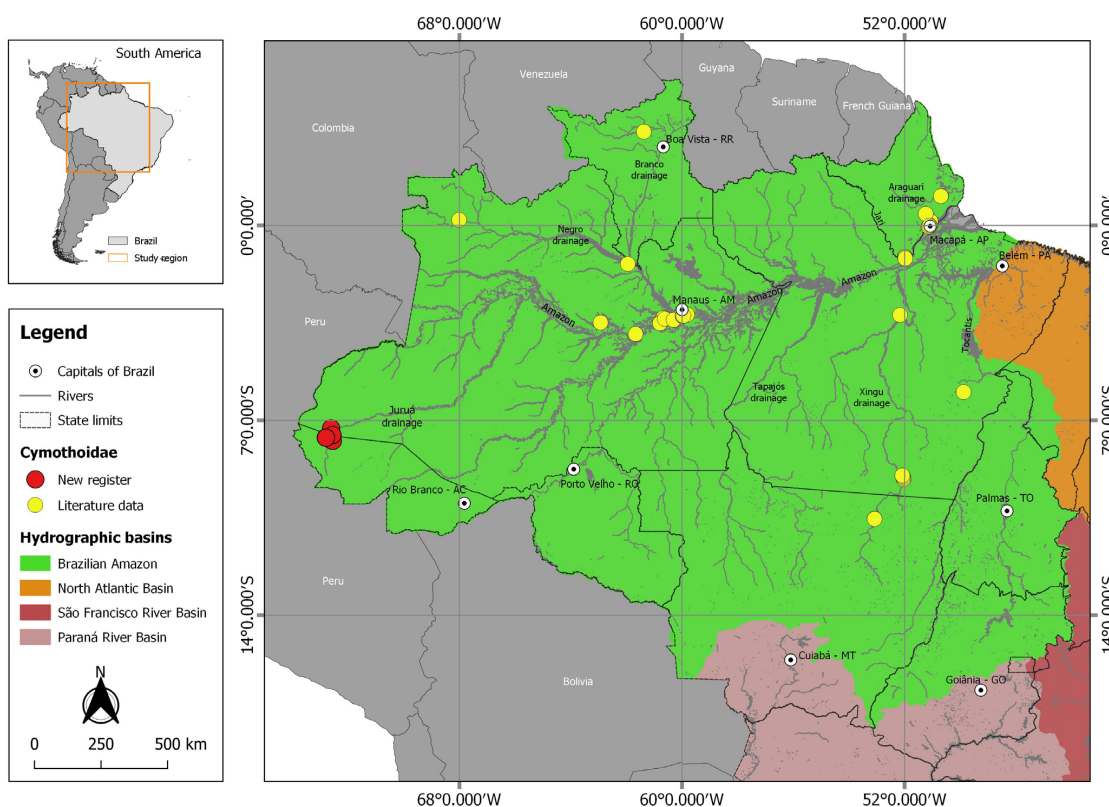 68°0.000'W 60°0.000'W 52°0.000'W
South America
Brazil
Study region
Legend
Capitals of Brazil
Rivers
State limits
Cymothoidae
New register
Literature data
Hydrographic basins
Brazilian Amazon
North Atlantic Basin
São Francisco River Basin
Paraná River Basin
N
0 250 500 km
Venezuela
Guyana
Suriname
French Guiana
Colombia
Boa Vista - RR
Branco
drainage
Araguari
drainage
Jari
0°0.000'
0°0.000'
Negro
drainage
Macapá - AP
Belém - PA
Amazon
Manaus - AM
Amazon
Amazon
Peru
Tocantis
Tapajós
drainage
Xingu
drainage
Juruá
drainage
7°0.000'S
7°0.000'S
Rio Branco - AC
Porto Velho - RO
Palmas - TO
Peru
14°0.000'S
14°0.000'S
Cuiabá - MT
Bolivia
Goiânia - GO
68°0.000'W 60°0.000'W 52°0.000'W